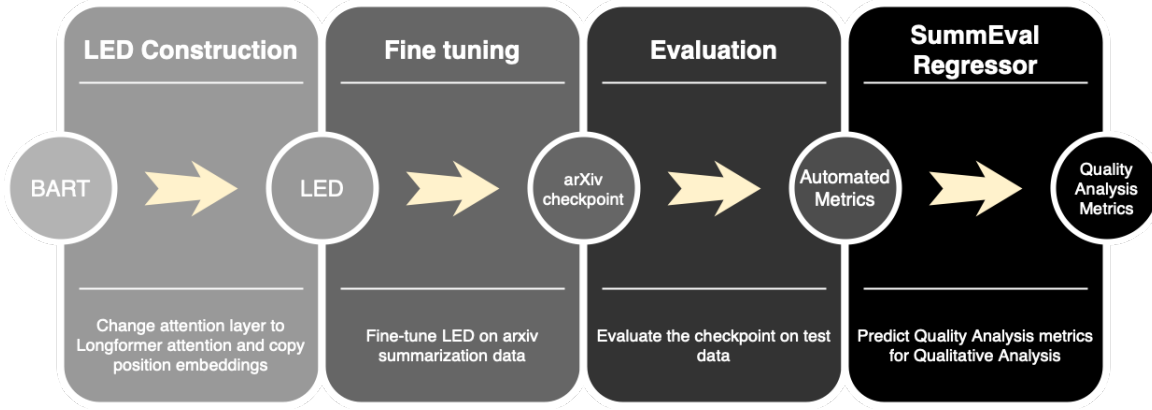 LED Construction
Fine tuning
Evaluation
SummEval
Regressor
BART
LED
arXiv
checkpoint
Automated
Metrics
Quality
Analysis
Metrics
Change attention layer to
Longformer attention and copy
position embeddings
Fine-tune LED on arxiv
summarization data
Evaluate the checkpoint on test
data
Predict Quality Analysis metrics
for Qualitative Analysis